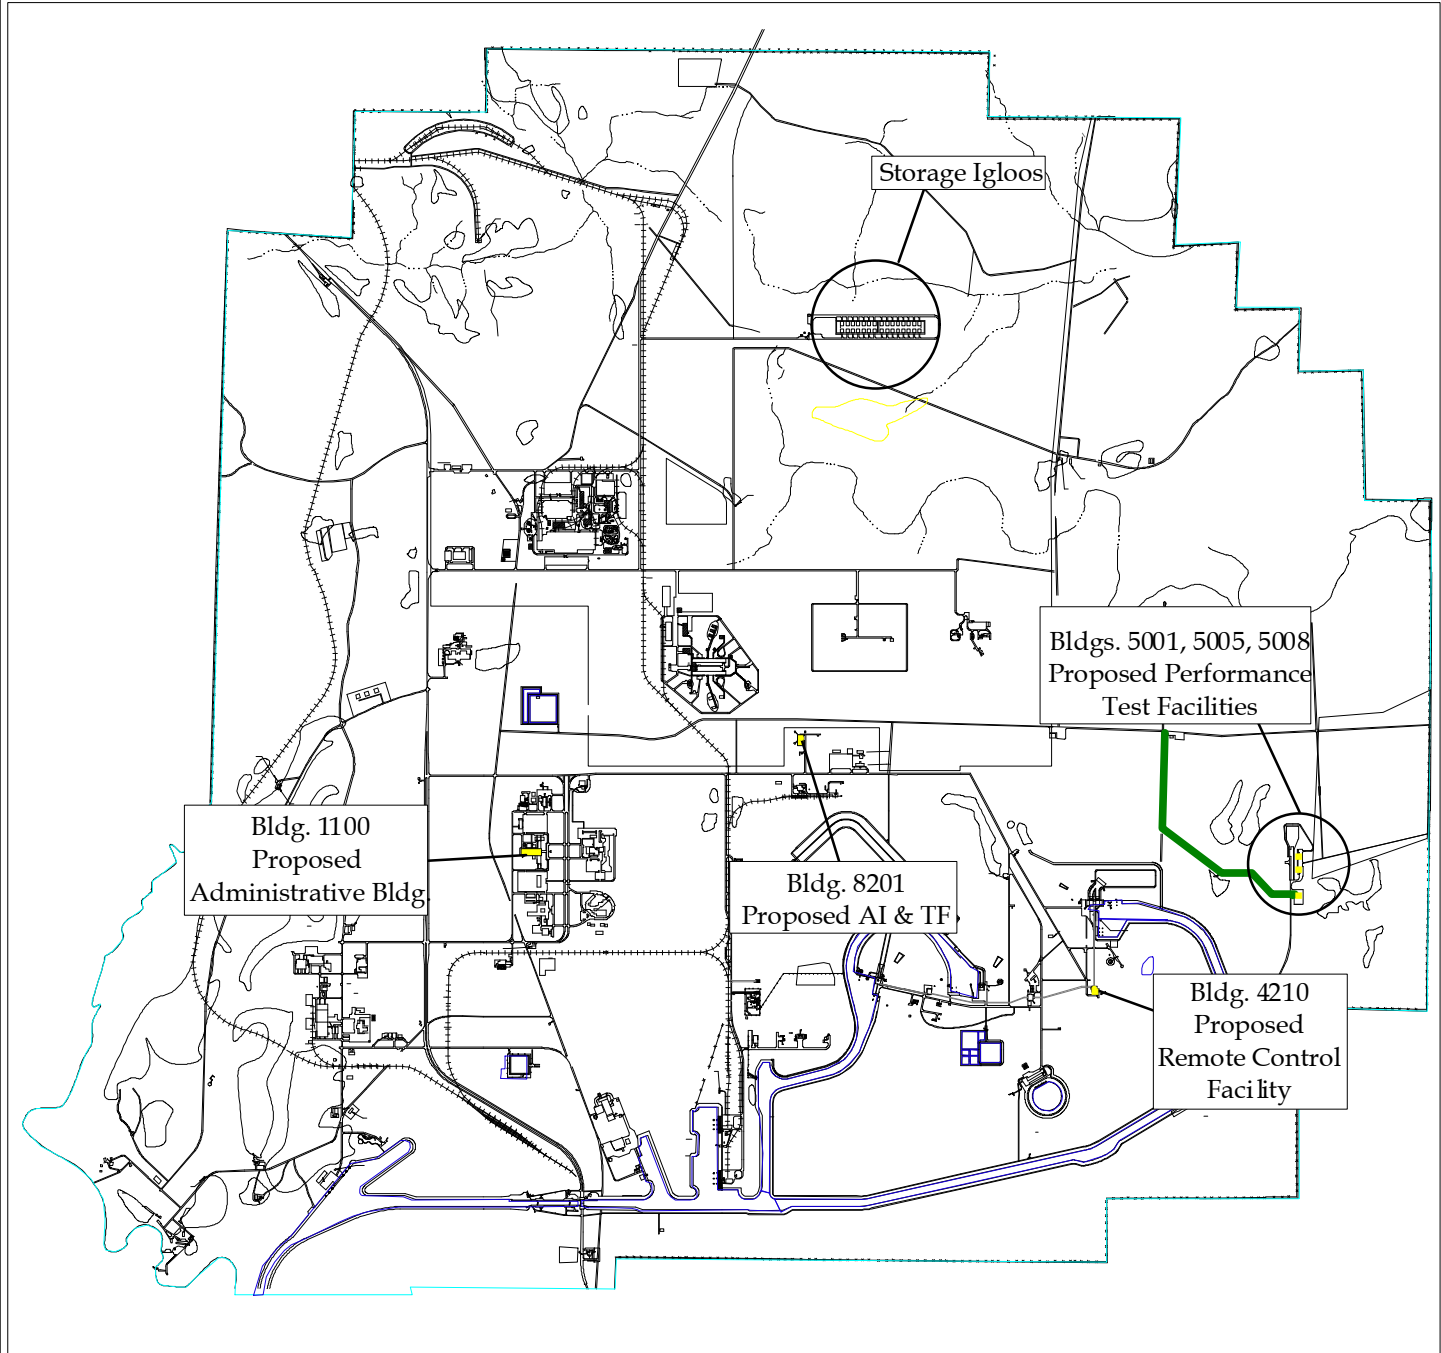 Storage Igloos
Bldgs. 5001, 5005, 5008
Proposed Performance
Test Facilities
Bldg. 1100
Proposed
Administrative Bldg.
Bldg. 8201
Proposed AI & TF
Bldg. 4210
Proposed
Remote Control
Facility